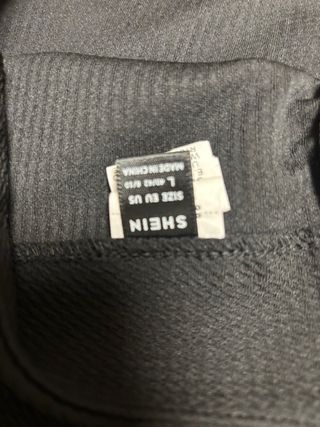 SHEIN
SIZE EU US
L 40/42 8/10
MADE IN CHINA